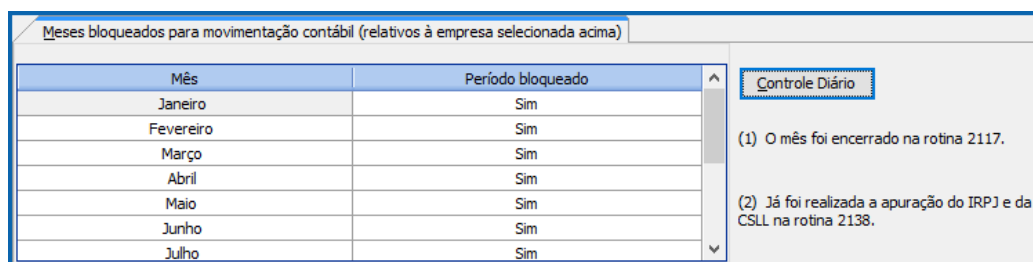 Meses bloqueados para movimentação contábil (relativos à empresa selecionada acima)
Mês Período bloqueado
Janeiro Sim
Fevereiro Sim
Março Sim
Abril Sim
Maio Sim
Junho Sim
Julho Sim
Controle Diário
(1) O mês foi encerrado na rotina 2117.
(2) Já foi realizada a apuração do IRPJ e da
CSLL na rotina 2138.